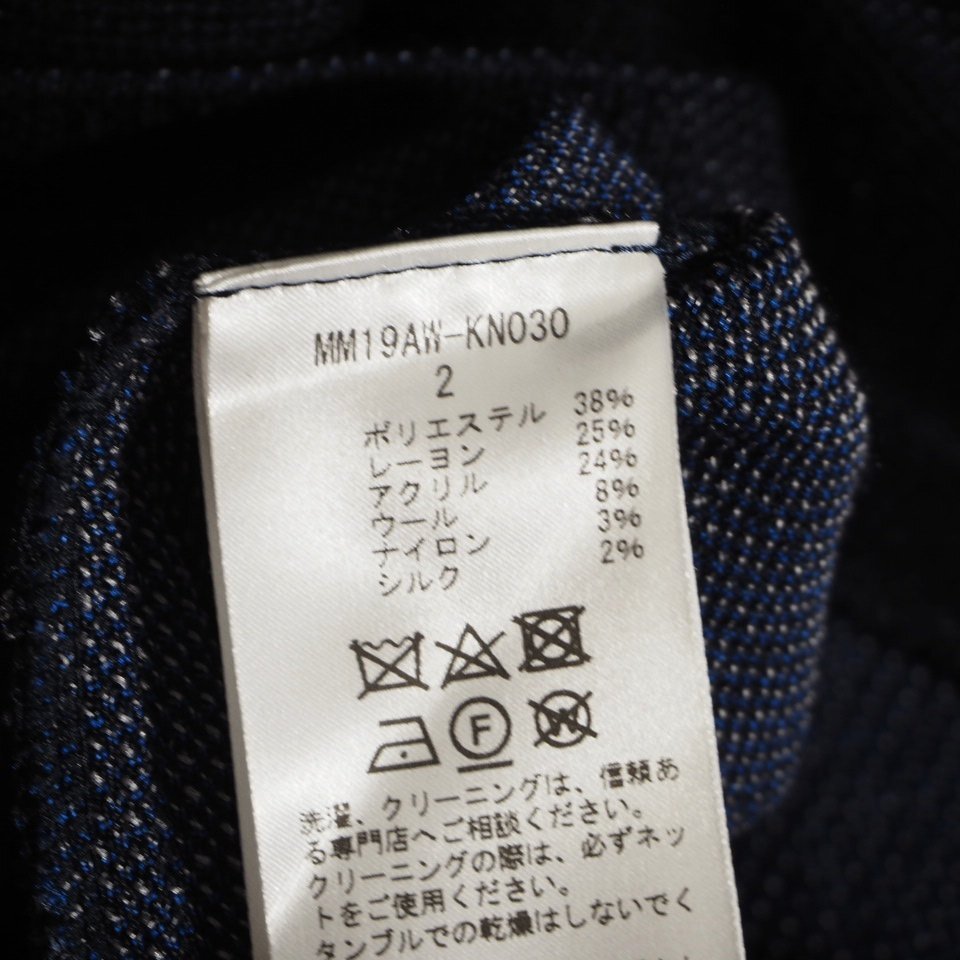 MM19AW-KN030
2
ポリエステル 38%
レーヨン 25%
アクリル 24%
ウール 8%
ナイロン 3%
シルク 2%
F
W
洗濯、クリーニングは、信頼あ
る専門店へご相談ください。
クリーニングの際は、必ずネッ
トをご使用ください。
タンブルでの乾燥はしないでく